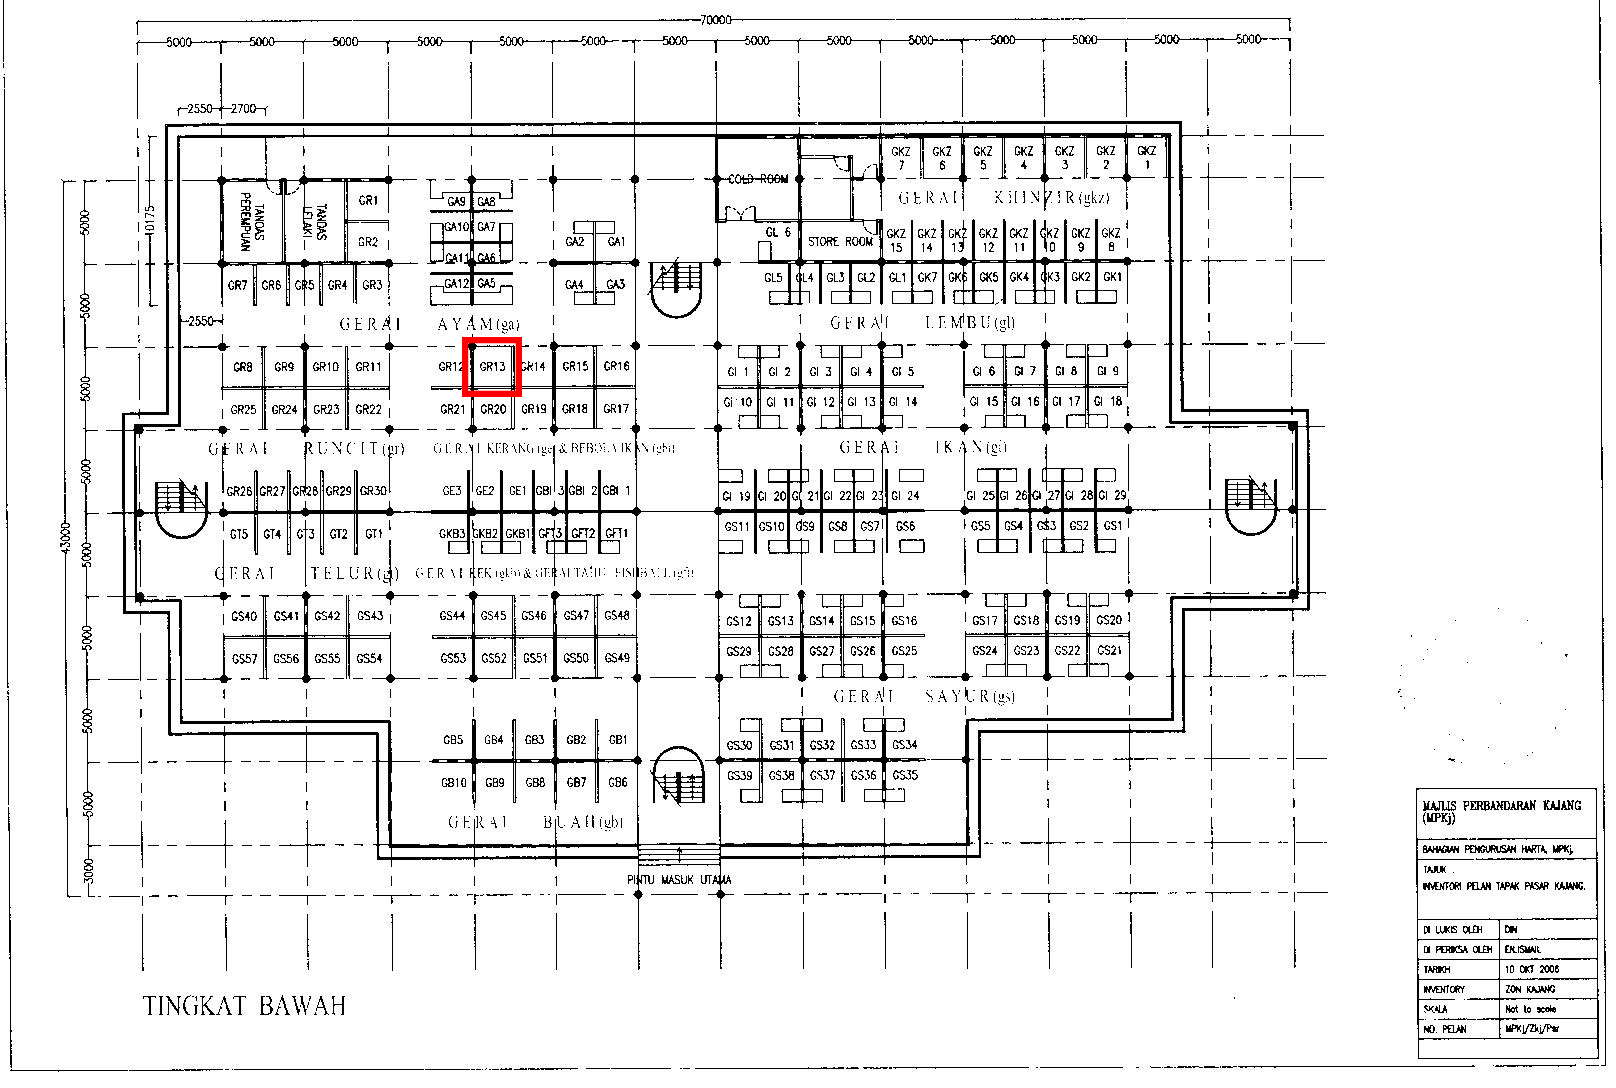 70000
5000 5000 5000 5000 5000 5000 5000 5000 5000 5000 5000 5000 5000 5000
2550 2700
GKZ 7 GKZ 6 GKZ 5 GKZ 4 GKZ 3 GKZ 2 GKZ 1
COLD ROOM
GERAI KHINZIR(gkz)
TANDAS PEREMPUAN
TANDAS LELAKI
GR1
GR2
GA9 GA8
GA10 GA7
GA11 GA6
GA12 GA5
GA2 GA1
GA4 GA3
GL 6
STORE ROOM
GKZ 15 GKZ 14 GKZ 13 GKZ 12 GKZ 11 GKZ 10 GKZ 9 GKZ 8
GR7 GR6 GR5 GR4 GR3
GL5 GL4 GL3 GL2 GL1 GK7 GK6 GK5 GK4 GK3 GK2 GK1
5000
10175
5000
2550
GERAI AYAM(ga)
GERAI LEMBU(gl)
GR8 GR9 GR10 GR11 GR12 GR13 GR14 GR15 GR16
GI 1 GI 2 GI 3 GI 4 GI 5 GI 6 GI 7 GI 8 GI 9
5000
GR25 GR24 GR23 GR22 GR21 GR20 GR19 GR18 GR17
GI 10 GI 11 GI 12 GI 13 GI 14 GI 15 GI 16 GI 17 GI 18
GERAI RUNCIT(gr)
GERAI KERANG(ge) & BEBOLA IKAN(gbi)
GERAI IKAN(gi)
5000
GR26 GR27 GR28 GR29 GR30 GE3 GE2 GE1 GBI 3 GBI 2 GBI 1
GI 19 GI 20 GI 21 GI 22 GI 23 GI 24 GI 25 GI 26 GI 27 GI 28 GI 29
43000
5000
GT5 GT4 GT3 GT2 GT1 GKB3 GKB2 GKB1 GFT3 GFT2 GFT1
GS11 GS10 GS9 GS8 GS7 GS6 GS5 GS4 GS3 GS2 GS1
GERAI TELUR(gt)
5000
GS40 GS41 GS42 GS43 GS44 GS45 GS46 GS47 GS48
GS12 GS13 GS14 GS15 GS16 GS17 GS18 GS19 GS20
GS57 GS56 GS55 GS54 GS53 GS52 GS51 GS50 GS49
GS29 GS28 GS27 GS26 GS25 GS24 GS23 GS22 GS21
GERAI SAYUR(gs)
5000
GB5 GB4 GB3 GB2 GB1
GS30 GS31 GS32 GS33 GS34
GB10 GB9 GB8 GB7 GB6
GS39 GS38 GS37 GS36 GS35
5000
GERAI BUAH(gb)
3000
PINTU MASUK UTAMA
TINGKAT BAWAH
MAJLIS PERBANDARAN KAJANG
(MPKj)
BAHAGIAN PENGURUSAN HARTA, MPKj.
TAJUK
INVENTORI PELAN TAPAK PASAR KAJANG.
DI LUKIS OLEH DIN
DI PERIKSA OLEH EN.ISMAIL
TARIKH 10 OKT 2006
INVENTORY ZON KAJANG
SKALA Not to scale
NO. PELAN MPKj/Zkj/Psr